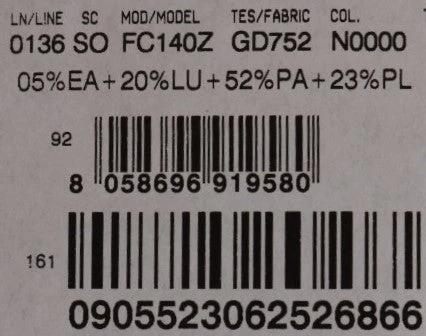 LN/LINE SC MOD/MODEL TES/FABRIC COL.
0136 SO FC140Z GD752 N0000
05%EA+20%LU+52%PA+23%PL
92
8 058696 919580
161
0905523062526866